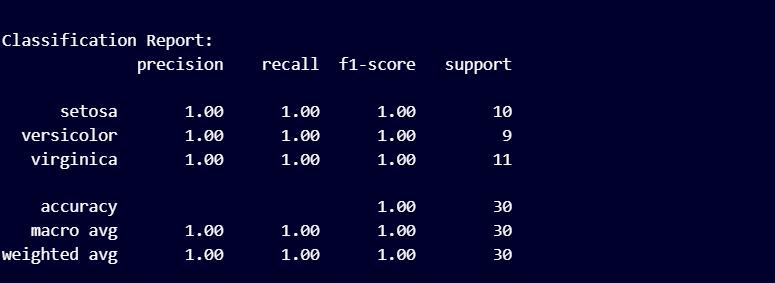 Classification Report:
precision recall f1-score support
setosa 1.00 1.00 1.00 10
versicolor 1.00 1.00 1.00 9
virginica 1.00 1.00 1.00 11
accuracy 1.00 30
macro avg 1.00 1.00 1.00 30
weighted avg 1.00 1.00 1.00 30